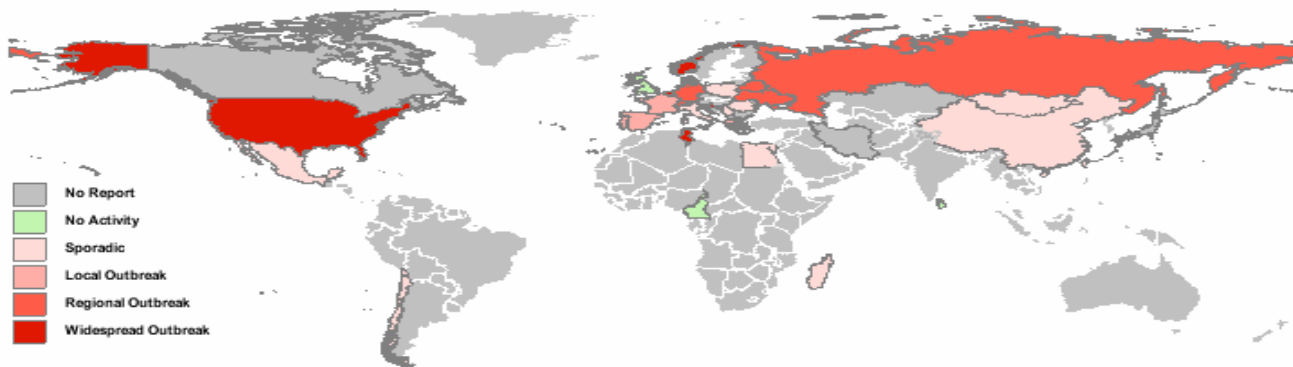 No Report
No Activity
Sporadic
Local Outbreak
Regional Outbreak
Widespread Outbreak